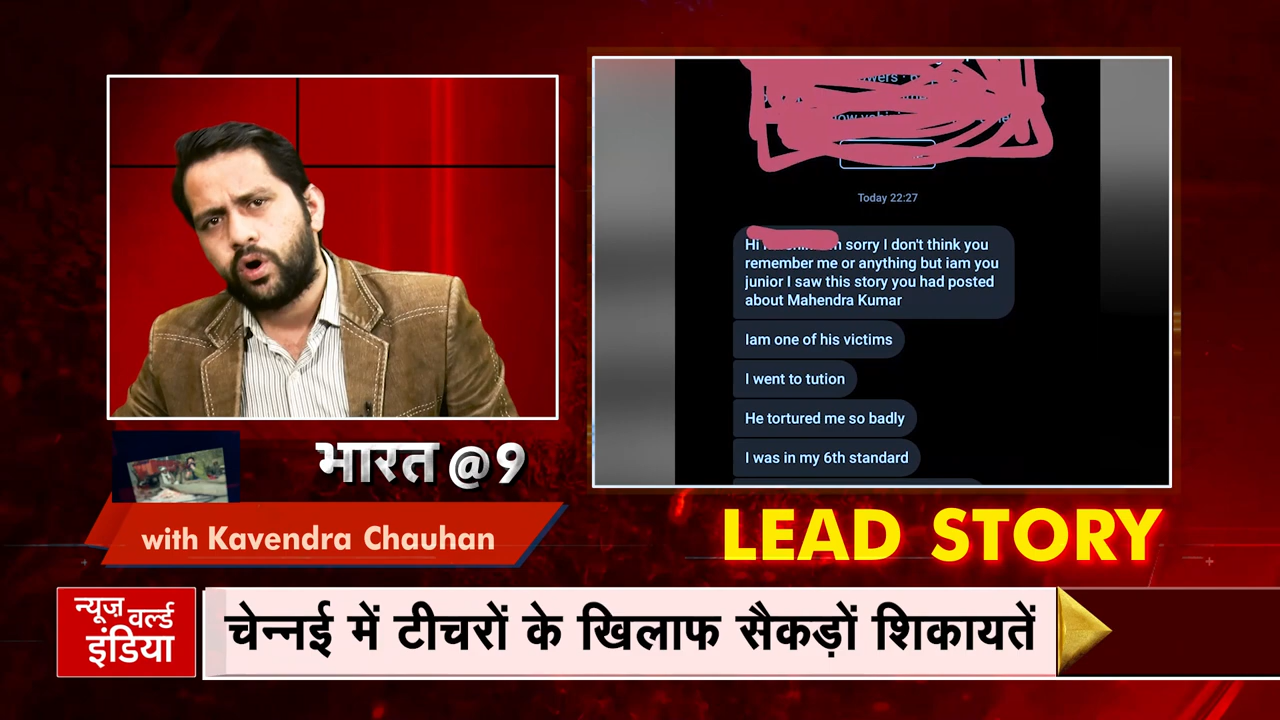 Today 22:27
Hi sorry I don't think you
remember me or anything but iam you
junior I saw this story you had posted
about Mahendra Kumar
Iam one of his victims
I went to tution
He tortured me so badly
I was in my 6th standard
भारत @9
with Kavendra Chauhan
LEAD STORY
न्यूज़ वर्ल्ड
इंडिया
चेन्नई में टीचरों के खिलाफ सैकड़ों शिकायतें